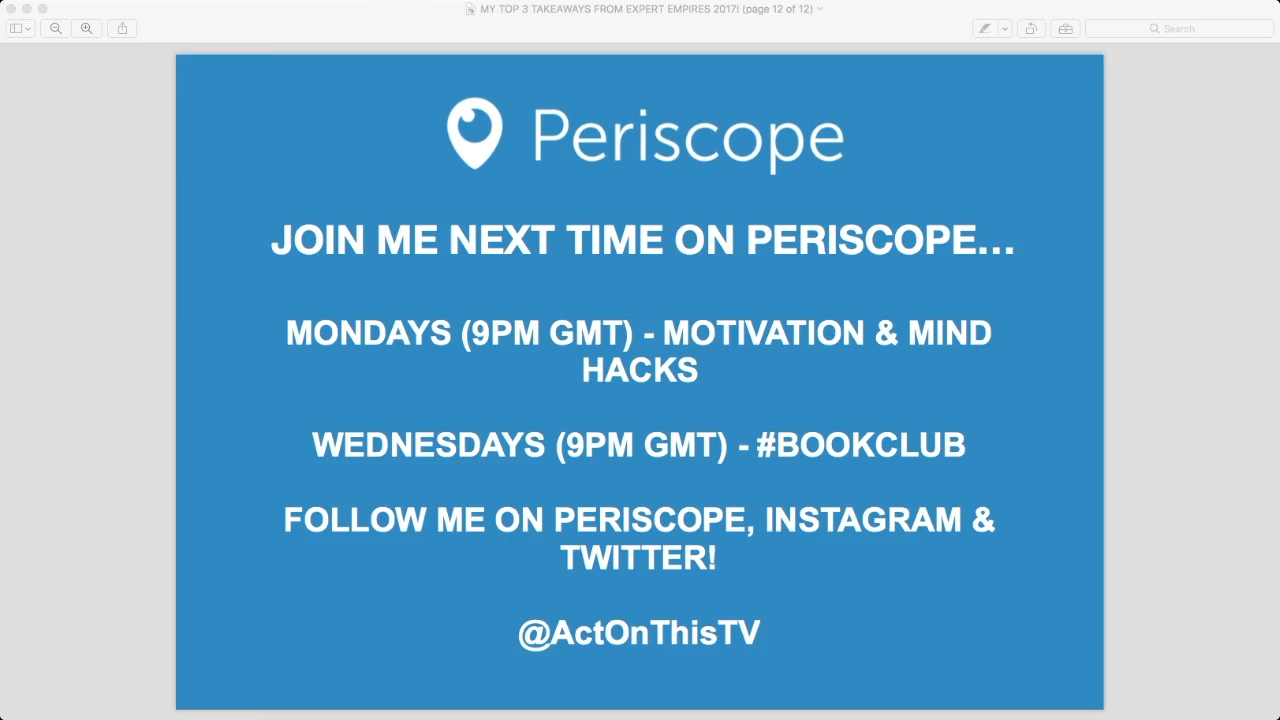 MY TOP 3 TAKEAWAYS FROM EXPERT EMPIRES 2017! (page 12 of 12)
Search
Periscope
JOIN ME NEXT TIME ON PERISCOPE...
MONDAYS (9PM GMT) - MOTIVATION & MIND
HACKS
WEDNESDAYS (9PM GMT) - #BOOKCLUB
FOLLOW ME ON PERISCOPE, INSTAGRAM &
TWITTER!
@ActOnThisTV